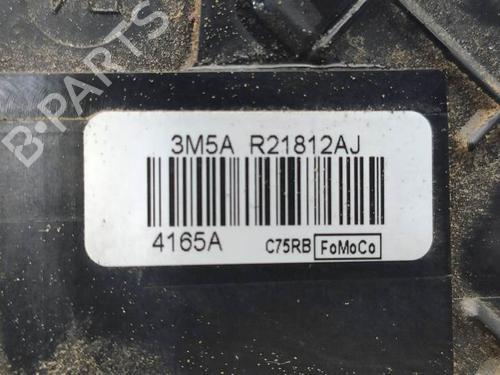 B-PARTS
3M5A R21812AJ
4165A
C75RB FoMoCo